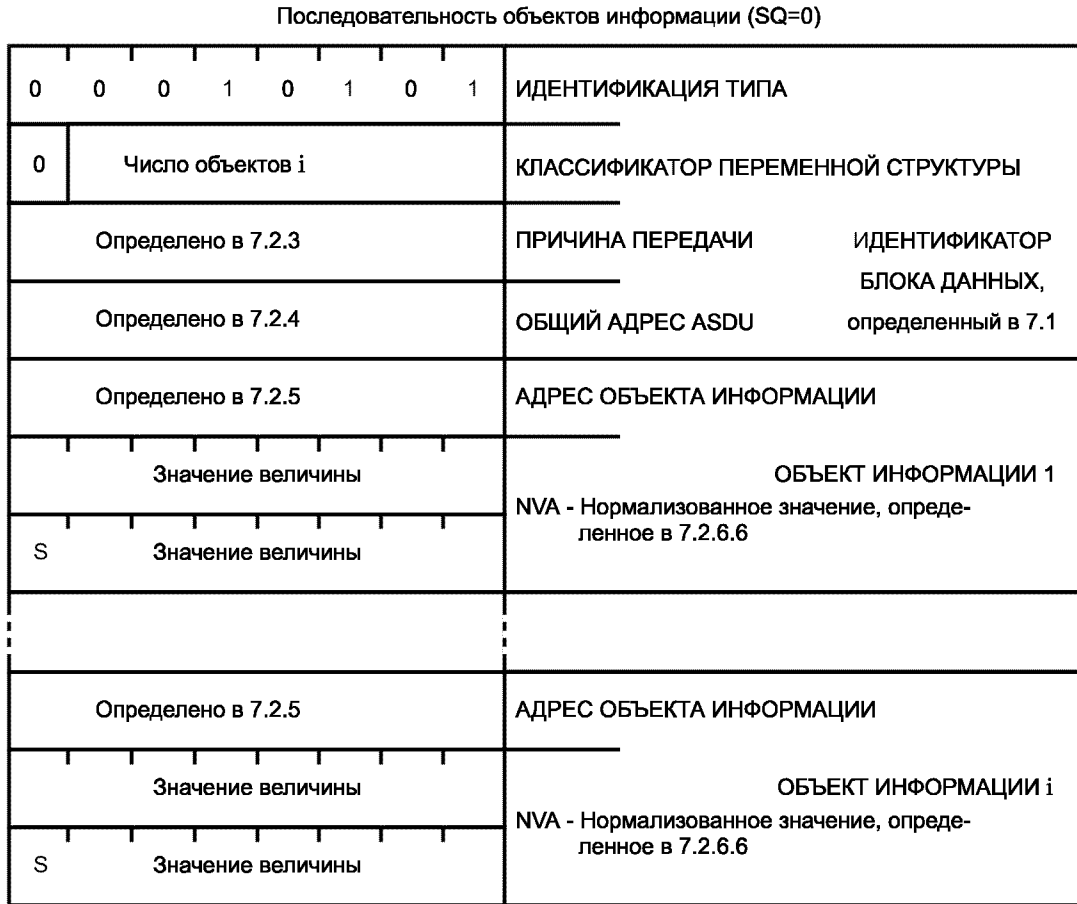 Последовательность объектов информации (SQ=0)
0 0 0 1 0 1 0 1 ИДЕНТИФИКАЦИЯ ТИПА
0 Число объектов i КЛАССИФИКАТОР ПЕРЕМЕННОЙ СТРУКТУРЫ
Определено в 7.2.3 ПРИЧИНА ПЕРЕДАЧИ ИДЕНТИФИКАТОР
БЛОКА ДАННЫХ,
Определено в 7.2.4 ОБЩИЙ АДРЕС ASDU определенный в 7.1
Определено в 7.2.5 АДРЕС ОБЪЕКТА ИНФОРМАЦИИ
Значение величины ОБЪЕКТ ИНФОРМАЦИИ 1
NVA - Нормализованное значение, опреде-
ленное в 7.2.6.6
S Значение величины
Определено в 7.2.5 АДРЕС ОБЪЕКТА ИНФОРМАЦИИ
Значение величины ОБЪЕКТ ИНФОРМАЦИИ i
NVA - Нормализованное значение, опреде-
ленное в 7.2.6.6
S Значение величины